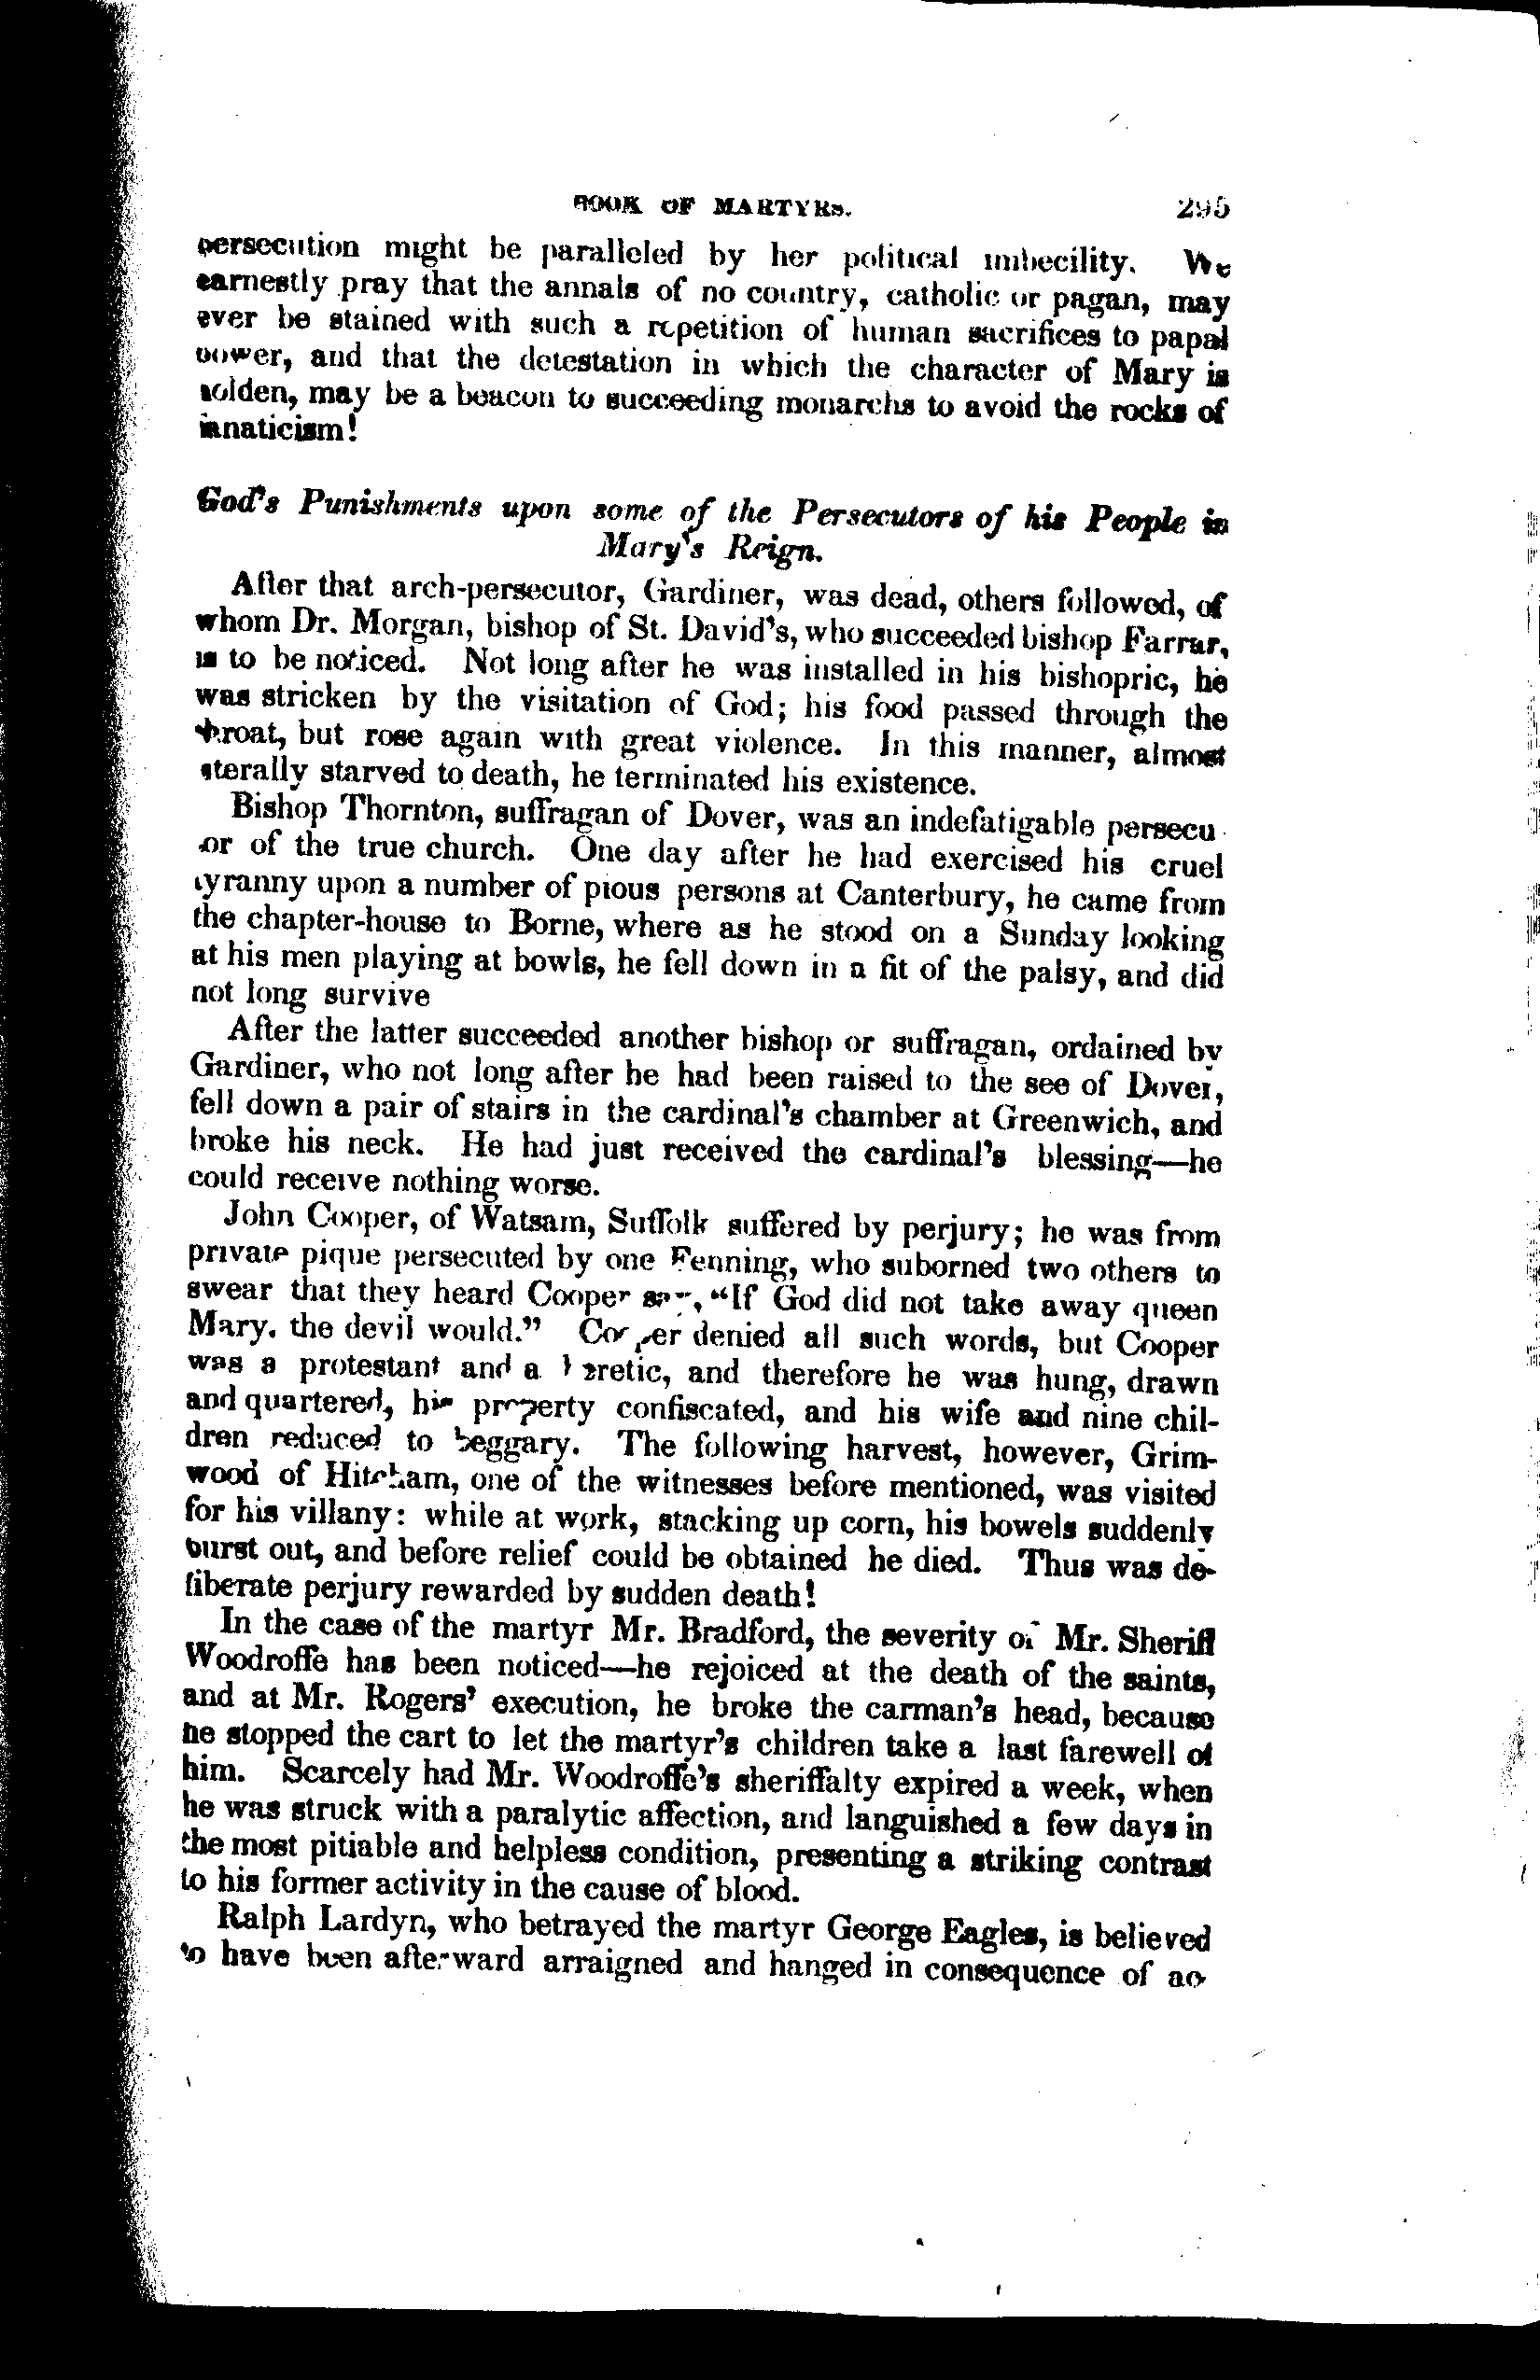 BOOK OF MARTYRS. 295
persecution might be paralleled by her political imbecility. We
earnestly pray that the annals of no country, catholic or pagan, may
ever be stained with such a repetition of human sacrifices to papal
power, and that the detestation in which the character of Mary is
holden, may be a beacon to succeeding monarchs to avoid the rocks of
fanaticism!
God's Punishments upon some of the Persecutors of his People in
Mary's Reign.
After that arch-persecutor, Gardiner, was dead, others followed, of
whom Dr. Morgan, bishop of St. David's, who succeeded bishop Farrar,
is to be noticed. Not long after he was installed in his bishopric, he
was stricken by the visitation of God; his food passed through the
throat, but rose again with great violence. In this manner, almost
literally starved to death, he terminated his existence.
Bishop Thornton, suffragan of Dover, was an indefatigable persecu-
tor of the true church. One day after he had exercised his cruel
tyranny upon a number of pious persons at Canterbury, he came from
the chapter-house to Borne, where as he stood on a Sunday looking
at his men playing at bowls, he fell down in a fit of the palsy, and did
not long survive
After the latter succeeded another bishop or suffragan, ordained by
Gardiner, who not long after he had been raised to the see of Dover,
fell down a pair of stairs in the cardinal's chamber at Greenwich, and
broke his neck. He had just received the cardinal's blessing—he
could receive nothing worse.
John Cooper, of Watsam, Suffolk suffered by perjury; he was from
private pique persecuted by one Fenning, who suborned two others to
swear that they heard Cooper say, "If God did not take away queen
Mary. the devil would." Cooper denied all such words, but Cooper
was a protestant and a heretic, and therefore he was hung, drawn
and quartered, his property confiscated, and his wife and nine chil-
dren reduced to beggary. The following harvest, however, Grim-
wood of Hitcham, one of the witnesses before mentioned, was visited
for his villany: while at work, stacking up corn, his bowels suddenly
burst out, and before relief could be obtained he died. Thus was de-
liberate perjury rewarded by sudden death!
In the case of the martyr Mr. Bradford, the severity of Mr. Sheriff
Woodroffe has been noticed—he rejoiced at the death of the saints,
and at Mr. Rogers' execution, he broke the carman's head, because
he stopped the cart to let the martyr's children take a last farewell of
him. Scarcely had Mr. Woodroffe's sheriffalty expired a week, when
he was struck with a paralytic affection, and languished a few days in
the most pitiable and helpless condition, presenting a striking contrast
to his former activity in the cause of blood.
Ralph Lardyn, who betrayed the martyr George Eagles, is believed
to have been afterward arraigned and hanged in consequence of ac-